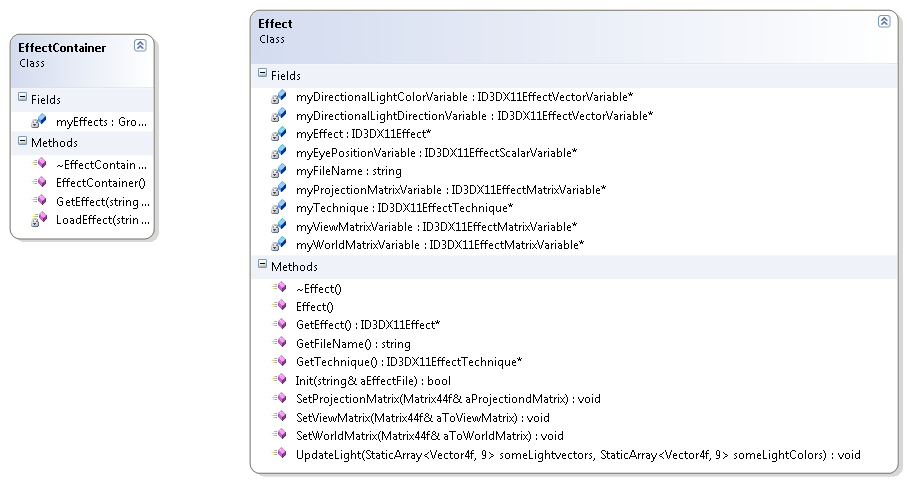 EffectContainer
Class
Fields
myEffects : Gro...
Methods
~EffectContain ...
EffectContainer()
GetEffect(string ...
LoadEffect(strin ...
Effect
Class
Fields
myDirectionalLightColorVariable : ID3DX11EffectVectorVariable*
myDirectionalLightDirectionVariable : ID3DX11EffectVectorVariable*
myEffect : ID3DX11Effect*
myEyePositionVariable : ID3DX11EffectScalarVariable*
myFileName : string
myProjectionMatrixVariable : ID3DX11EffectMatrixVariable*
myTechnique : ID3DX11EffectTechnique*
myViewMatrixVariable : ID3DX11EffectMatrixVariable*
myWorldMatrixVariable : ID3DX11EffectMatrixVariable*
Methods
~Effect()
Effect()
GetEffect() : ID3DX11Effect*
GetFileName() : string
GetTechnique() : ID3DX11EffectTechnique*
Init(string& aEffectFile) : bool
SetProjectionMatrix(Matrix44f& aProjectiondMatrix) : void
SetViewMatrix(Matrix44f& aToViewMatrix) : void
SetWorldMatrix(Matrix44f& aToWorldMatrix) : void
UpdateLight(StaticArray<Vector4f, 9> someLightvectors, StaticArray<Vector4f, 9> someLightColors) : void